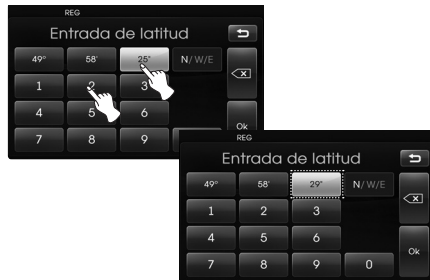 REG
Entrada de latitud
49° 58' 25" N/ W/E
1 2 3
4 5 6
Ok
7 8 9
REG
Entrada de latitud
49° 58' 29" N/ W/E
1 2 3
4 5 6
Ok
7 8 9 0